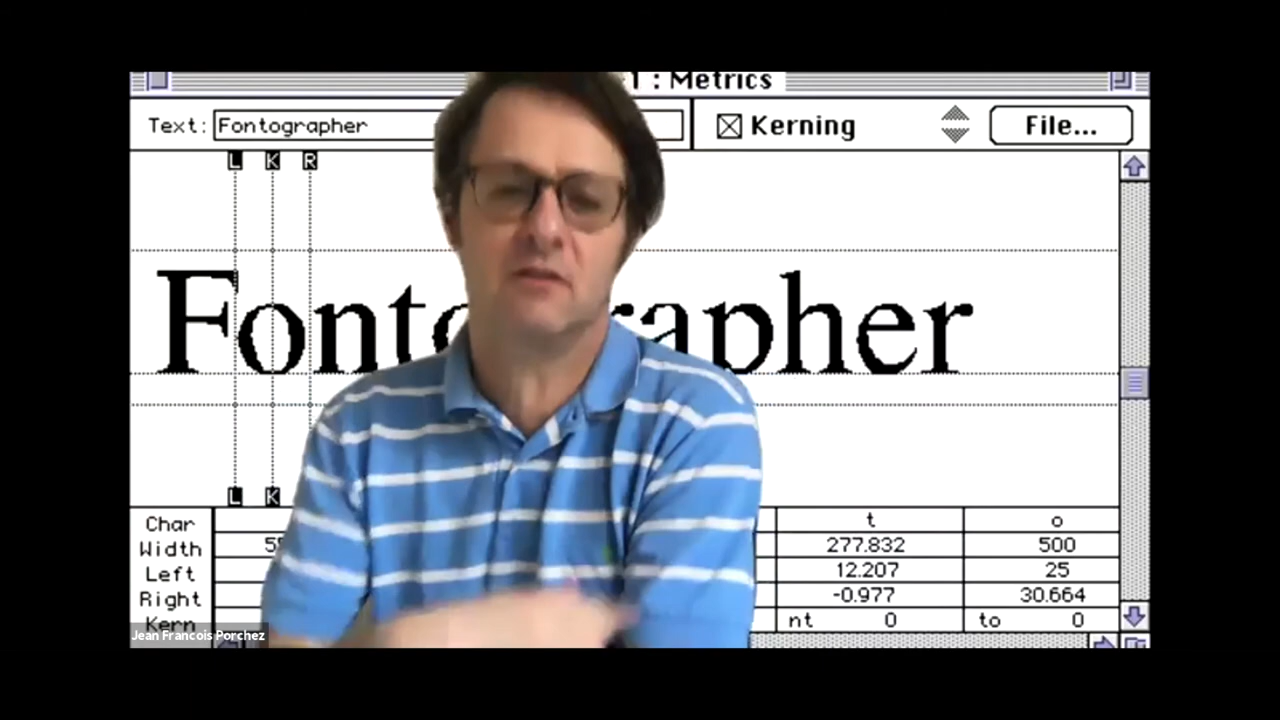 1 : Metrics
Text: Fontographer
Kerning
File...
L K R
Fontographer
L K
Char t o
Width 277.832 500
Left 12.207 25
Right -0.977 30.664
Kern nt 0 to 0
Jean Francois Porchez